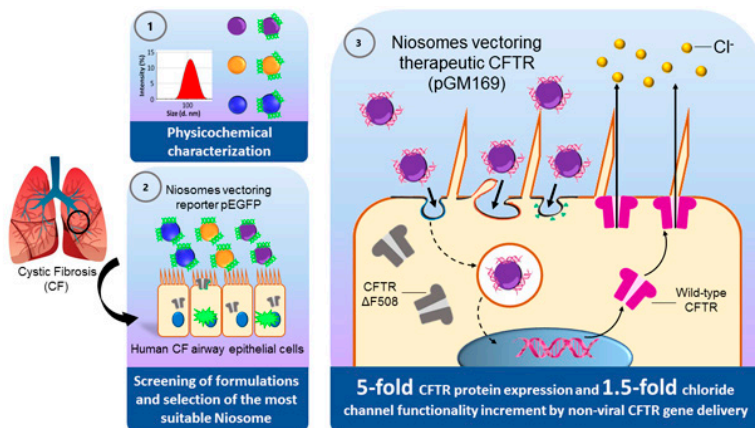 1
Intensity (%)
15
10
5
0
100
Size (d. nm)
Physicochemical
characterization
Cystic Fibrosis
(CF)
2
Niosomes vectoring
reporter pEGFP
Human CF airway epithelial cells
Screening of formulations
and selection of the most
suitable Niosome
3
Niosomes vectoring
therapeutic CFTR
(pGM169)
Cl-
CFTR
ΔF508
Wild-type
CFTR
5-fold CFTR protein expression and 1.5-fold chloride
channel functionality increment by non-viral CFTR gene delivery